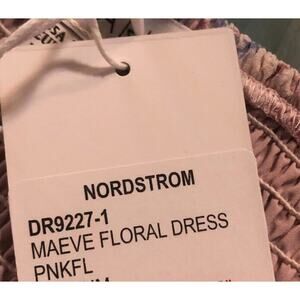 NORDSTROM
DR9227-1
MAEVE FLORAL DRESS
PNKFL